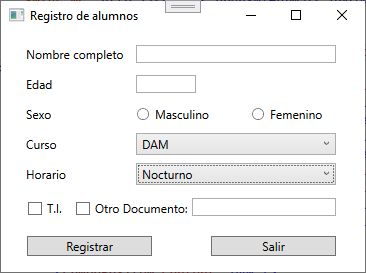 Registro de alumnos
Nombre completo
Edad
Sexo Masculino Femenino
Curso DAM
Horario Nocturno
T.I. Otro Documento:
Registrar Salir